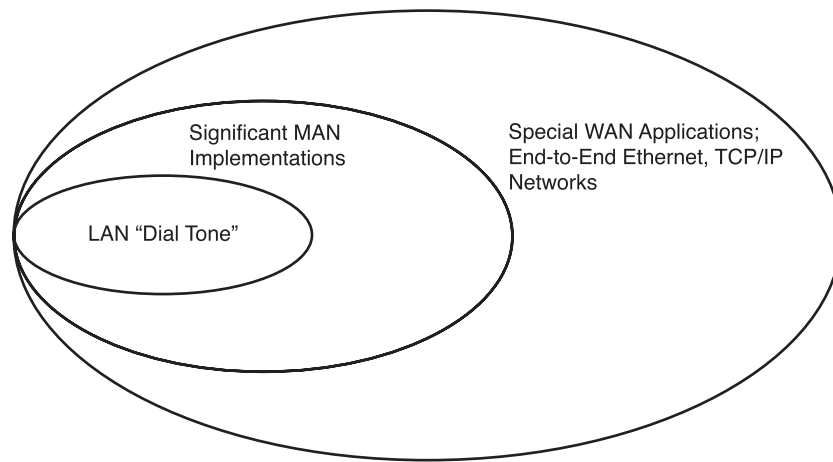 Significant MAN
Implementations
Special WAN Applications;
End-to-End Ethernet, TCP/IP
Networks
LAN “Dial Tone”